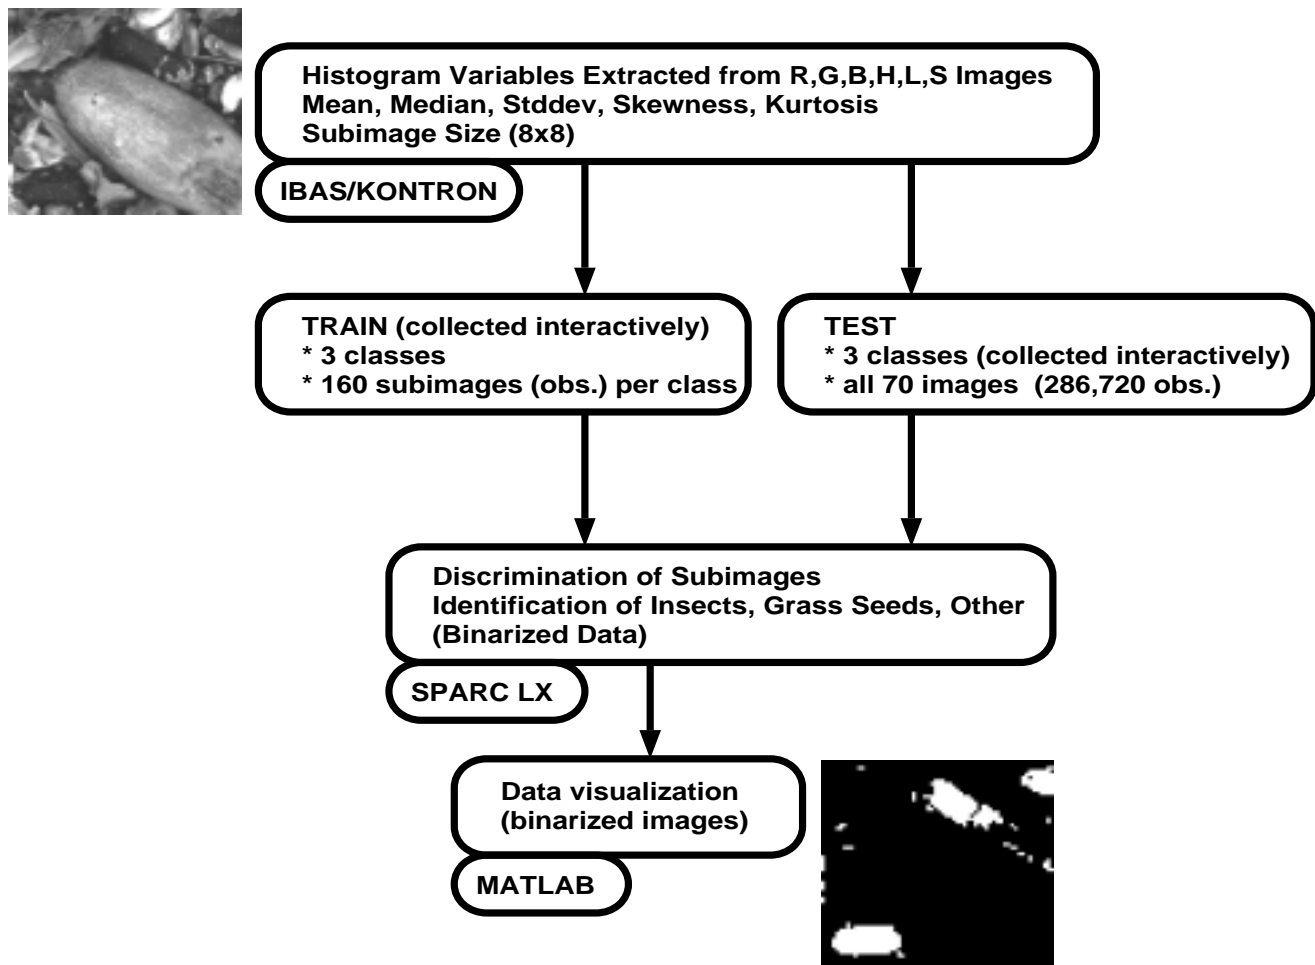 Histogram Variables Extracted from R,G,B,H,L,S Images
Mean, Median, Stddev, Skewness, Kurtosis
Subimage Size (8x8)
IBAS/KONTRON
TRAIN (collected interactively)
* 3 classes
* 160 subimages (obs.) per class
TEST
* 3 classes (collected interactively)
* all 70 images (286,720 obs.)
Discrimination of Subimages
Identification of Insects, Grass Seeds, Other
(Binarized Data)
SPARC LX
Data visualization
(binarized images)
MATLAB